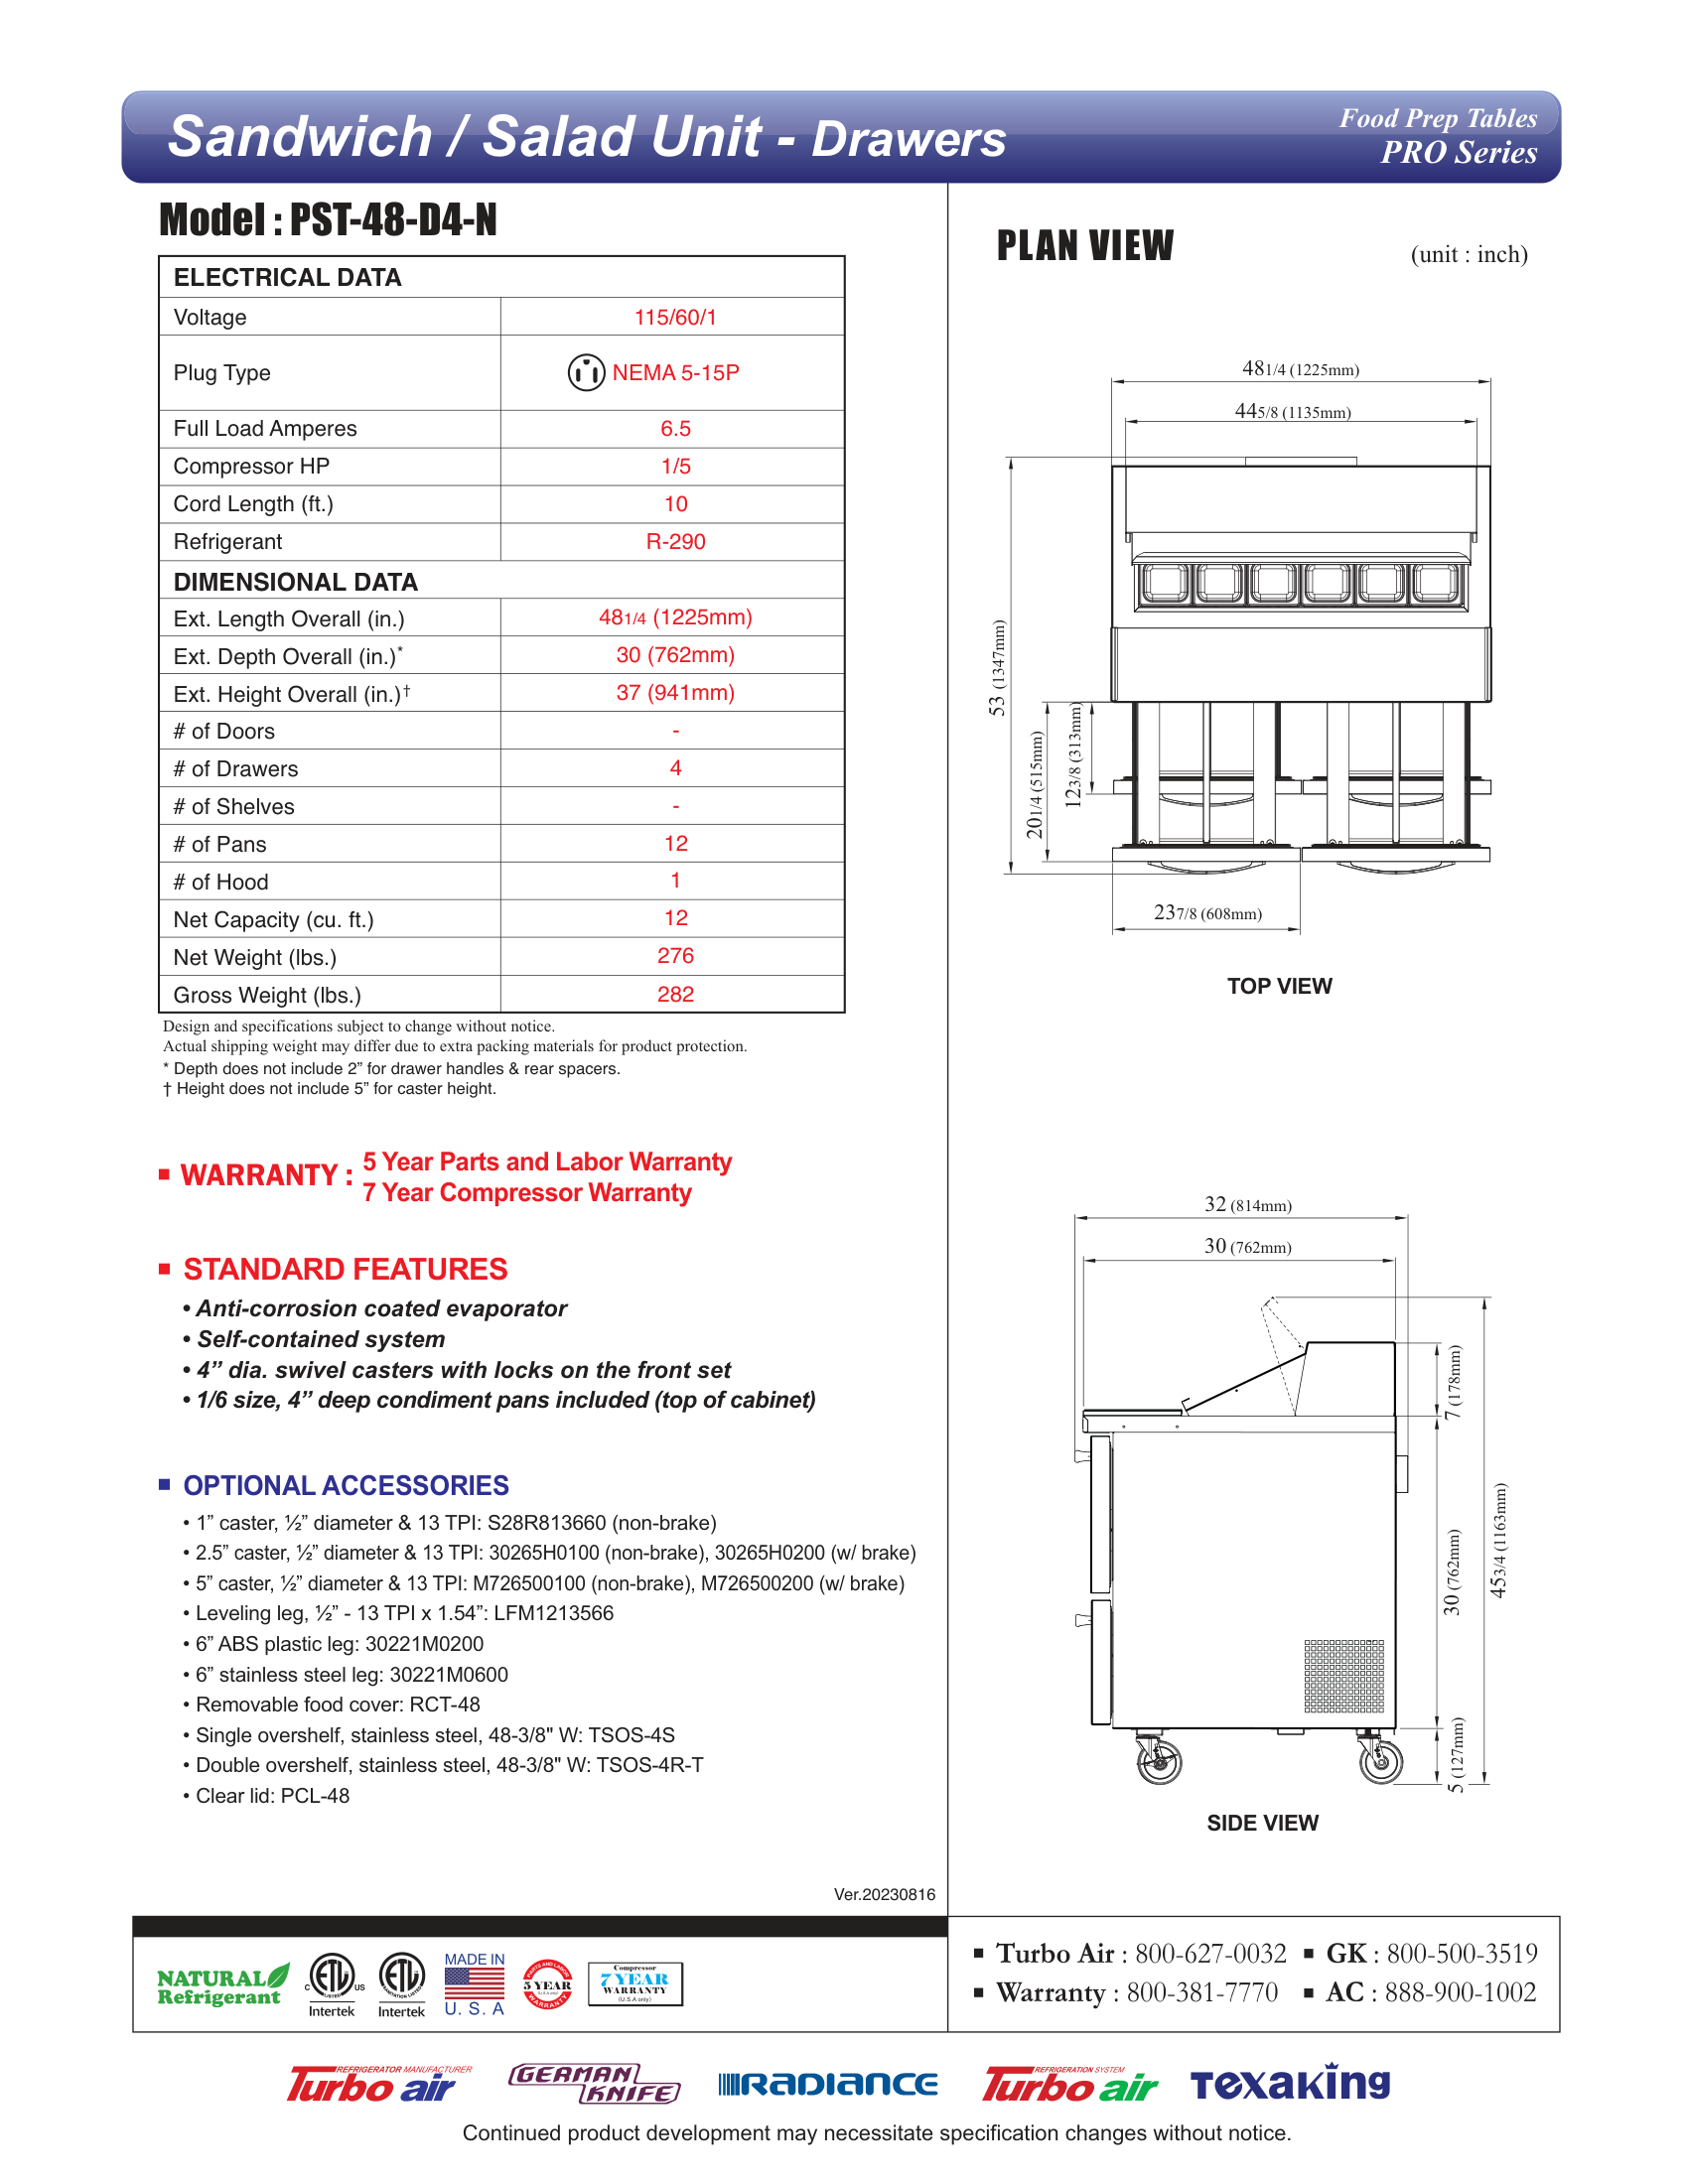 Sandwich / Salad Unit - Drawers
Food Prep Tables
PRO Series
Model : PST-48-D4-N
ELECTRICAL DATA
Voltage 115/60/1
Plug Type NEMA 5-15P
Full Load Amperes 6.5
Compressor HP 1/5
Cord Length (ft.) 10
Refrigerant R-290
DIMENSIONAL DATA
Ext. Length Overall (in.) 481/4 (1225mm)
Ext. Depth Overall (in.)* 30 (762mm)
Ext. Height Overall (in.)† 37 (941mm)
# of Doors -
# of Drawers 4
# of Shelves -
# of Pans 12
# of Hood 1
Net Capacity (cu. ft.) 12
Net Weight (lbs.) 276
Gross Weight (lbs.) 282
Design and specifications subject to change without notice.
Actual shipping weight may differ due to extra packing materials for product protection.
* Depth does not include 2” for drawer handles & rear spacers.
† Height does not include 5” for caster height.
WARRANTY : 5 Year Parts and Labor Warranty
7 Year Compressor Warranty
STANDARD FEATURES
• Anti-corrosion coated evaporator
• Self-contained system
• 4” dia. swivel casters with locks on the front set
• 1/6 size, 4” deep condiment pans included (top of cabinet)
OPTIONAL ACCESSORIES
• 1” caster, ½” diameter & 13 TPI: S28R813660 (non-brake)
• 2.5” caster, ½” diameter & 13 TPI: 30265H0100 (non-brake), 30265H0200 (w/ brake)
• 5” caster, ½” diameter & 13 TPI: M726500100 (non-brake), M726500200 (w/ brake)
• Leveling leg, ½” - 13 TPI x 1.54”: LFM1213566
• 6” ABS plastic leg: 30221M0200
• 6” stainless steel leg: 30221M0600
• Removable food cover: RCT-48
• Single overshelf, stainless steel, 48-3/8" W: TSOS-4S
• Double overshelf, stainless steel, 48-3/8" W: TSOS-4R-T
• Clear lid: PCL-48
Ver.20230816
PLAN VIEW
(unit : inch)
481/4 (1225mm)
445/8 (1135mm)
53 (1347mm)
201/4 (515mm)
123/8 (313mm)
237/8 (608mm)
TOP VIEW
32 (814mm)
30 (762mm)
7 (178mm)
30 (762mm)
453/4 (1163mm)
5 (127mm)
SIDE VIEW
NATURAL
Refrigerant
C ETL US
LISTED
Intertek
ETL
SANITATION LISTED
Intertek
MADE IN
U. S. A
PARTS AND LABOR
5 YEAR
(U.S.A only)
WARRANTY
Compressor
7 YEAR
WARRANTY
(U.S.A only)
Turbo Air : 800-627-0032
GK : 800-500-3519
Warranty : 800-381-7770
AC : 888-900-1002
REFRIGERATOR MANUFACTURER
Turbo air
GERMAN
KNIFE
RADIANCE
REFRIGERATION SYSTEM
Turbo air
TEXAKING
Continued product development may necessitate specification changes without notice.